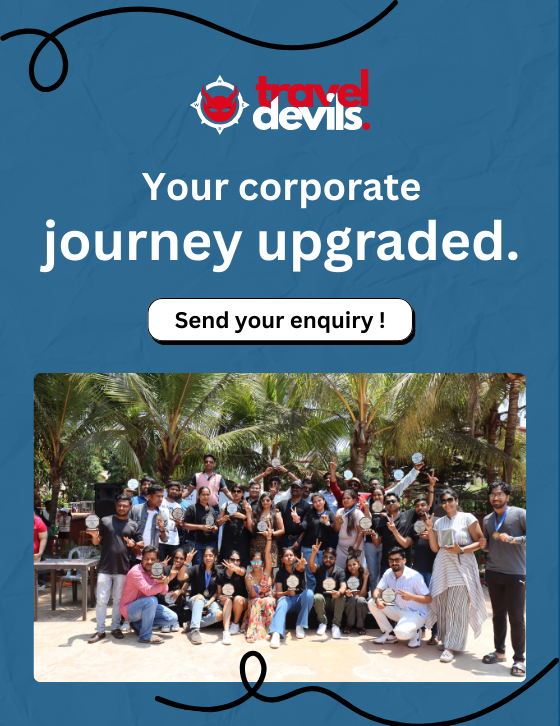 travel
devils.
Your corporate
journey upgraded.
Send your enquiry !